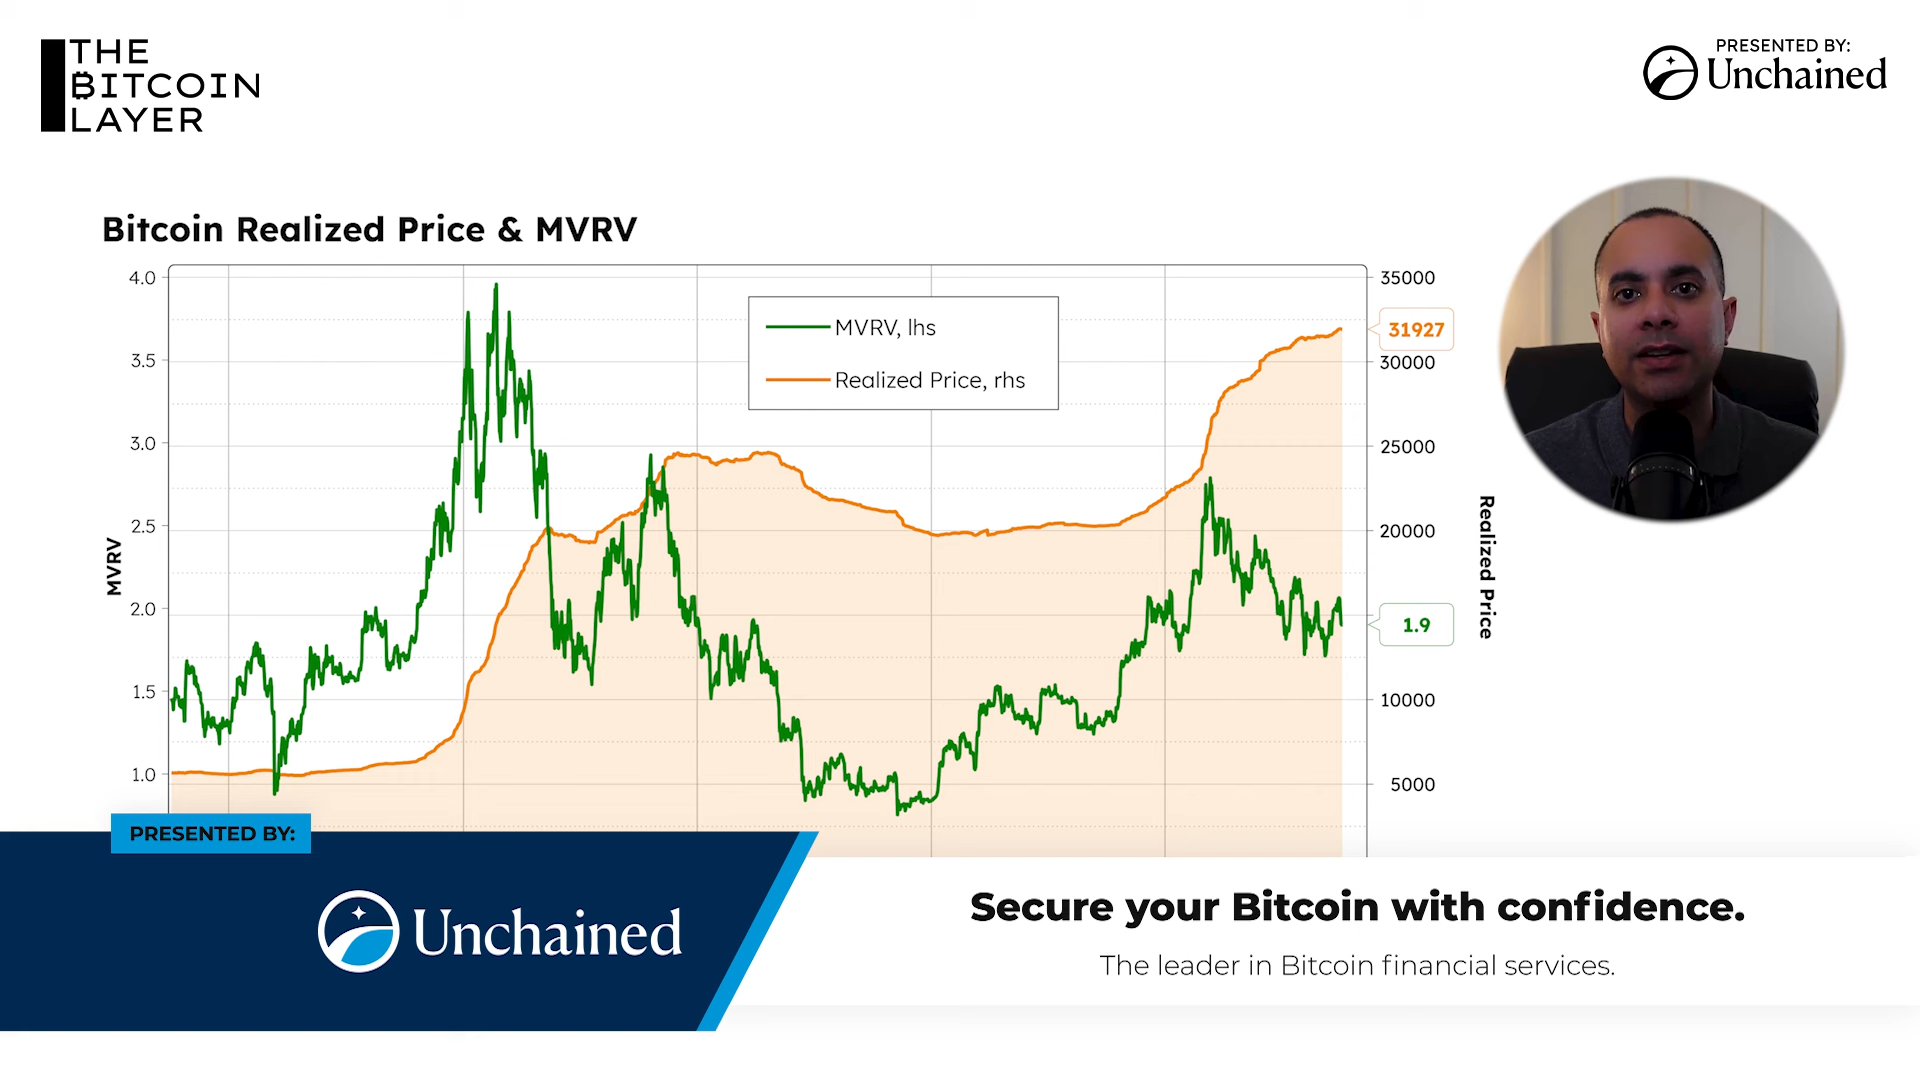 THE
BITCOIN
LAYER
PRESENTED BY:
Unchained
Bitcoin Realized Price & MVRV
4.0
3.5
3.0
2.5
2.0
1.5
1.0
MVRV
MVRV, lhs
Realized Price, rhs
35000
31927
30000
25000
20000
1.9
10000
5000
Realized Price
PRESENTED BY:
Unchained
Secure your Bitcoin with confidence.
The leader in Bitcoin financial services.